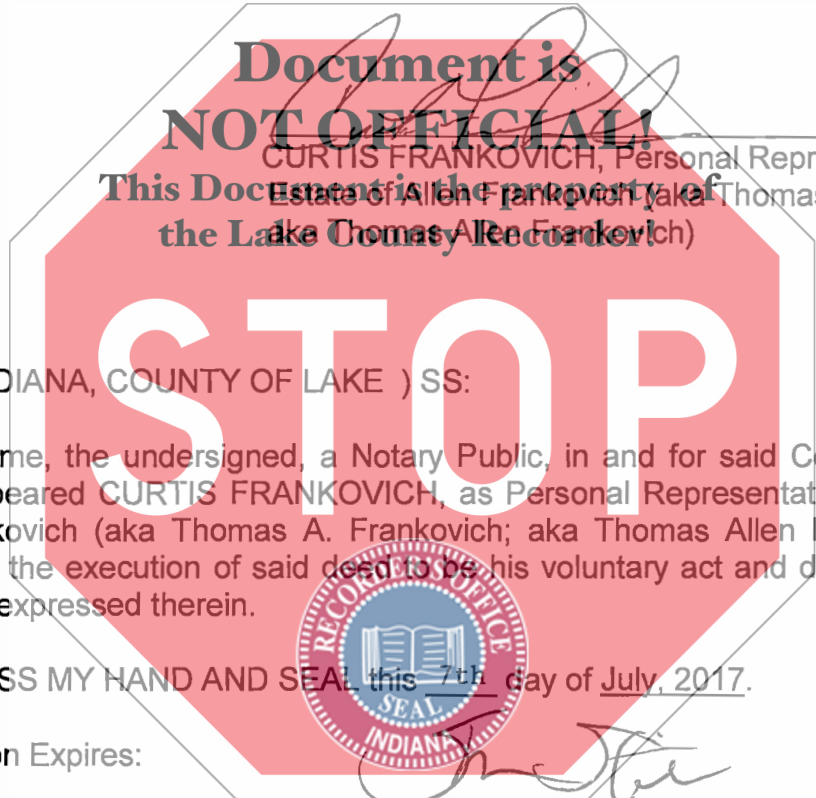 Document is
NOT OFFICIAL!
CURTIS FRANKOVICH, Personal Repr
This Document is the property of
Estate of Allen Frankovich (aka Thomas
the Lake County Recorder!
aka Thomas Allen Frankovich)
STOP
DIANA, COUNTY OF LAKE ) SS:
me, the undersigned, a Notary Public, in and for said Co
peared CURTIS FRANKOVICH, as Personal Representat
kovich (aka Thomas A. Frankovich; aka Thomas Allen
the execution of said deed to be his voluntary act and d
expressed therein.
RECORDER'S OFFICE
SEAL
INDIANA
SS MY HAND AND SEAL this 7th day of July, 2017.
n Expires: